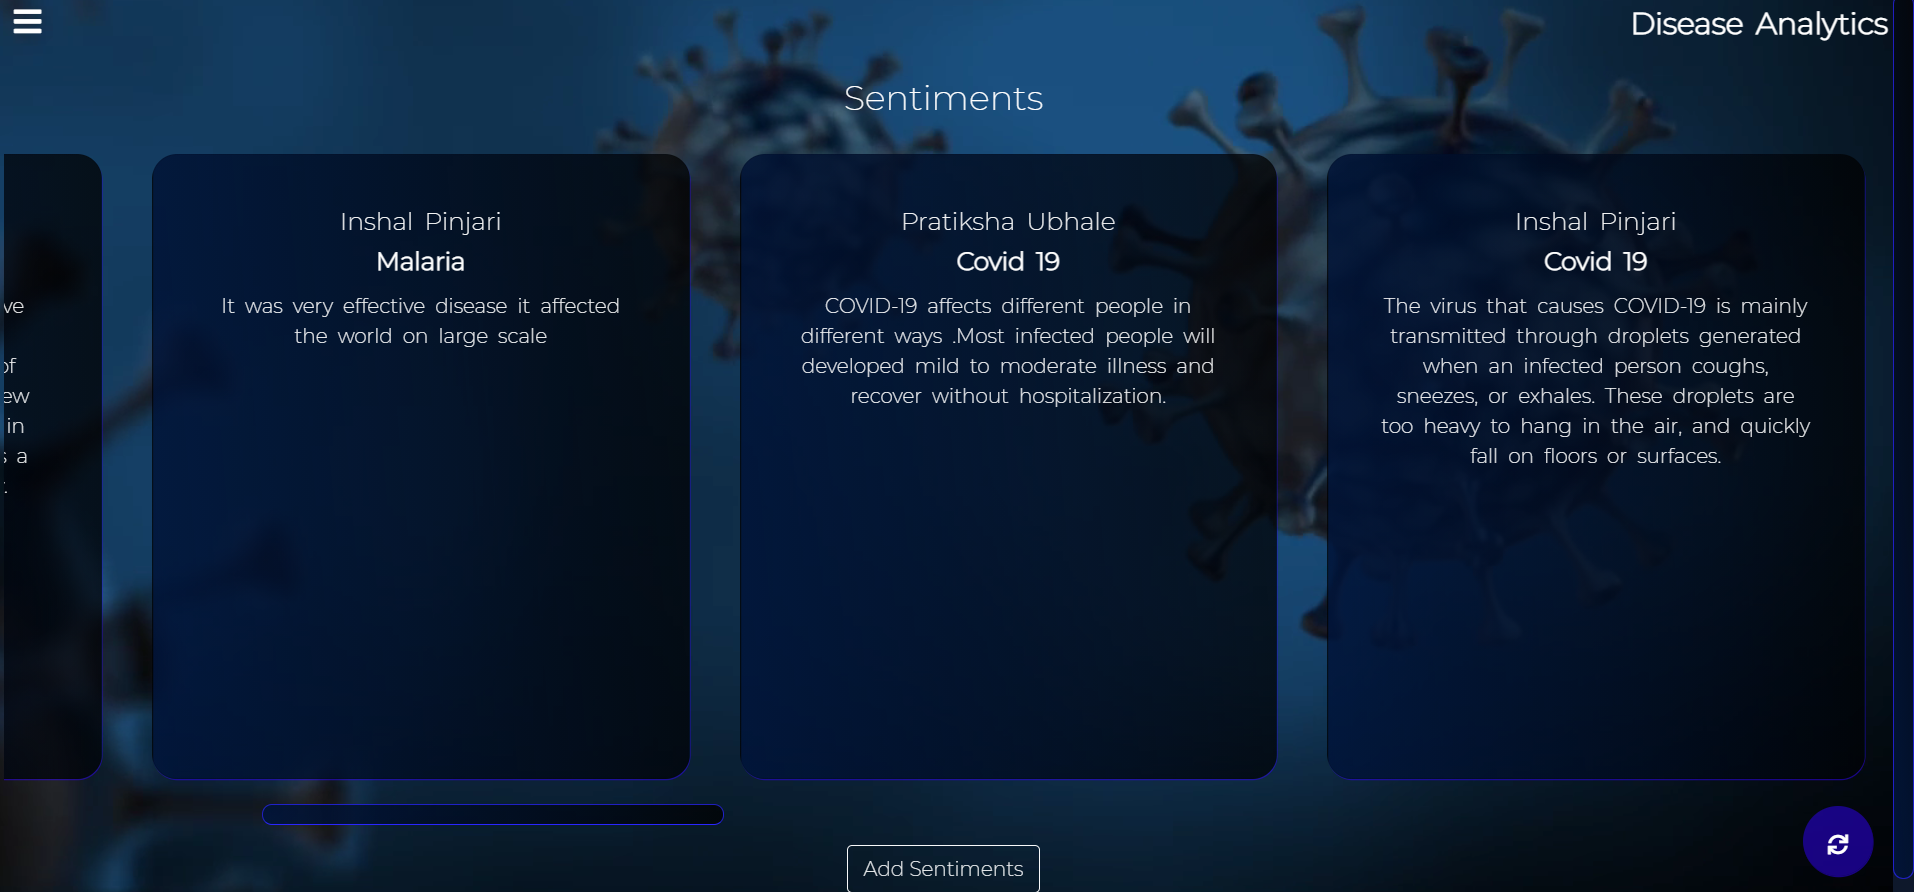 Disease Analytics
Sentiments
ve
of
ew
in
s a
Inshal Pinjari
Malaria
It was very effective disease it affected
the world on large scale
Pratiksha Ubhale
Covid 19
COVID-19 affects different people in
different ways .Most infected people will
developed mild to moderate illness and
recover without hospitalization.
Inshal Pinjari
Covid 19
The virus that causes COVID-19 is mainly
transmitted through droplets generated
when an infected person coughs,
sneezes, or exhales. These droplets are
too heavy to hang in the air, and quickly
fall on floors or surfaces.
Add Sentiments